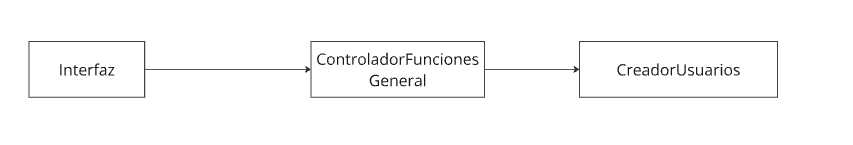 Interfaz
ControladorFunciones
General
CreadorUsuarios